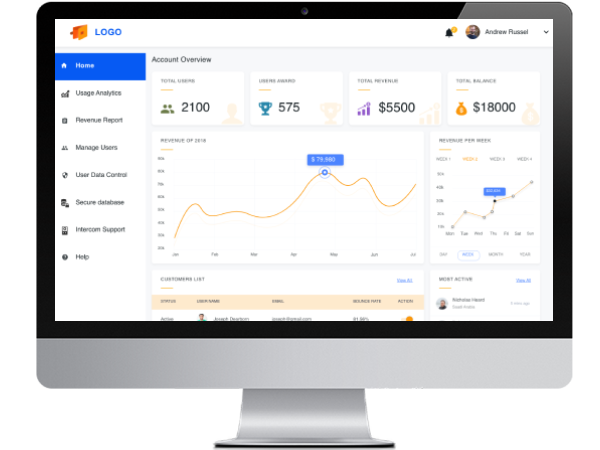 LOGO
Andrew Russel
Home
Usage Analytics
Revenue Report
Manage Users
User Data Control
Secure database
Intercom Support
Help
Account Overview
TOTAL USERS
2100
USERS AWARD
575
TOTAL REVENUE
$5500
TOTAL BALANCE
$18000
REVENUE OF 2018
$ 79,960
Jan Feb Mar Apr May Jun Jul
REVENUE PER WEEK
WEEK 1 WEEK 2 WEEK 3 WEEK 4
Mon Tue Wed Thu Fri Sat Sun
DAY WEEK MONTH YEAR
CUSTOMERS LIST
View All
STATUS USER NAME EMAIL BOUNCE RATE ACTION
Active Joseph Dearborn
MOST ACTIVE
View All